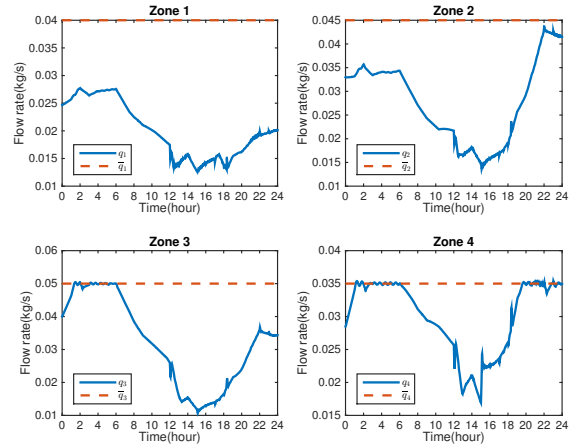 Zone 1
Flow rate(kg/s)
0.04
0.035
0.03
0.025
0.02
0.015
0.01
q1
q̅1
0 2 4 6 8 10 12 14 16 18 20 22 24
Time(hour)
Zone 2
Flow rate(kg/s)
0.045
0.04
0.035
0.03
0.025
0.02
0.015
0.01
q2
q̅2
0 2 4 6 8 10 12 14 16 18 20 22 24
Time(hour)
Zone 3
Flow rate(kg/s)
0.06
0.05
0.04
0.03
0.02
0.01
q3
q̅3
0 2 4 6 8 10 12 14 16 18 20 22 24
Time(hour)
Zone 4
Flow rate(kg/s)
0.04
0.035
0.03
0.025
0.02
0.015
q4
q̅4
0 2 4 6 8 10 12 14 16 18 20 22 24
Time(hour)